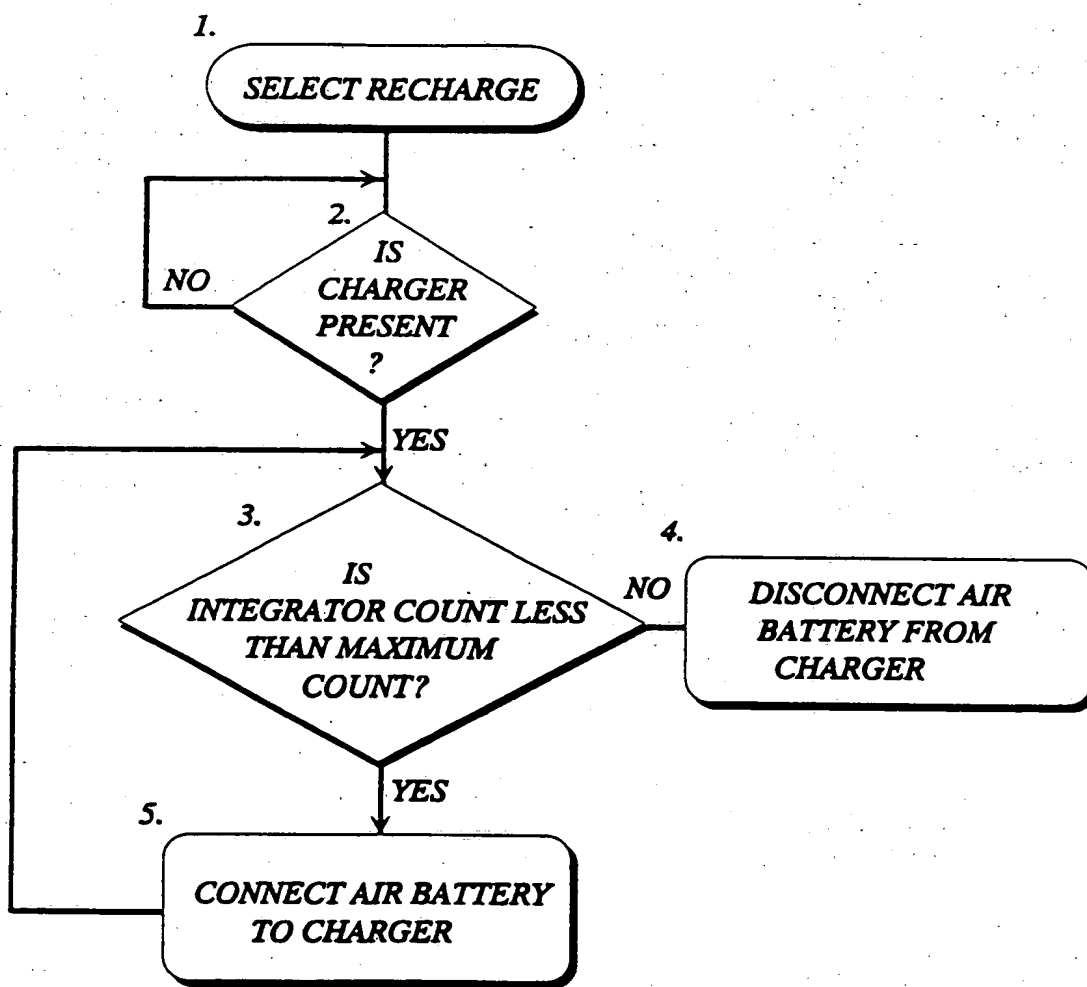 1.
SELECT RECHARGE
2.
IS
CHARGER
PRESENT
?
NO
YES
3.
IS
INTEGRATOR COUNT LESS
THAN MAXIMUM
COUNT?
NO
4.
DISCONNECT AIR
BATTERY FROM
CHARGER
YES
5.
CONNECT AIR BATTERY
TO CHARGER